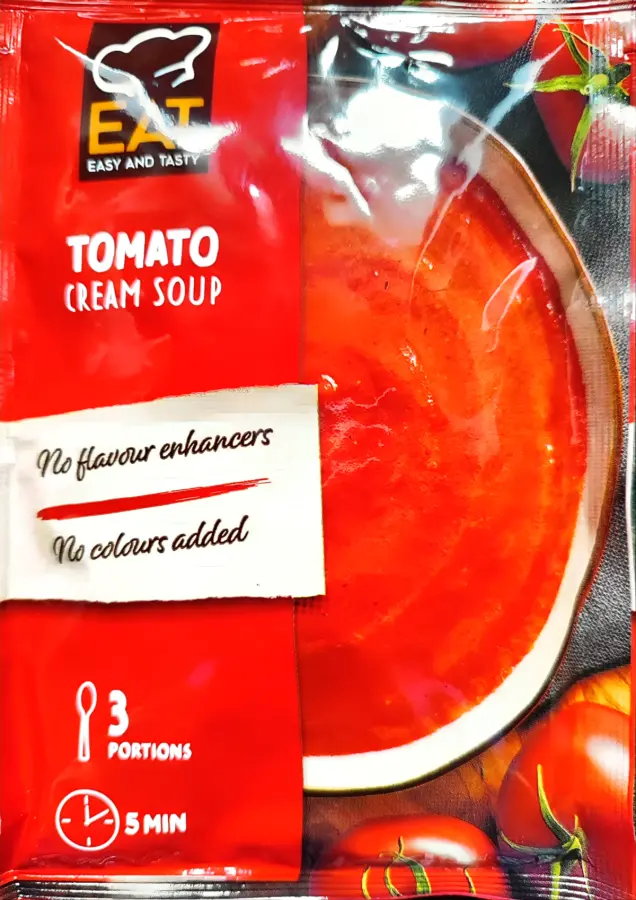 EAT
EASY AND TASTY
TOMATO
CREAM SOUP
No flavour enhancers
No colours added
3
PORTIONS
5 MIN